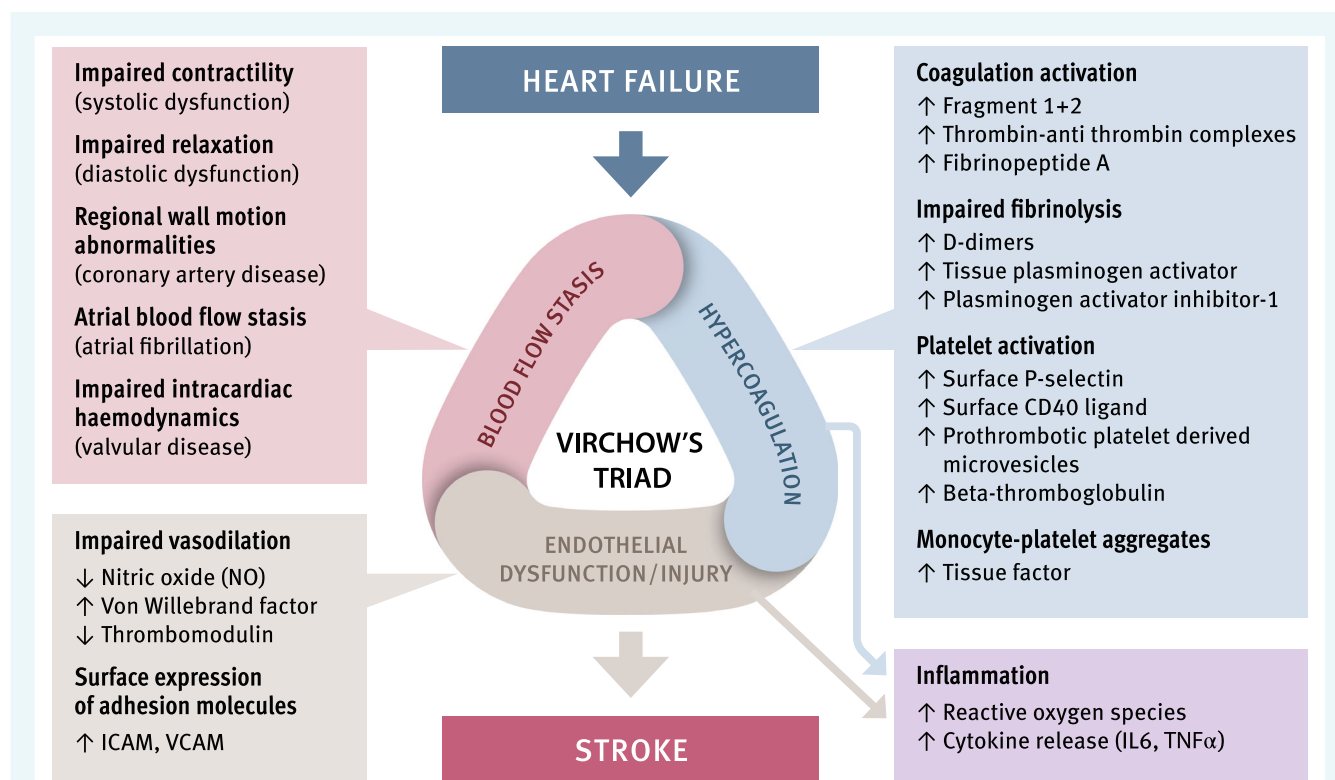 HEART FAILURE
Impaired contractility
(systolic dysfunction)
Impaired relaxation
(diastolic dysfunction)
Regional wall motion
abnormalities
(coronary artery disease)
Atrial blood flow stasis
(atrial fibrillation)
Impaired intracardiac
haemodynamics
(valvular disease)
Impaired vasodilation
↓ Nitric oxide (NO)
↑ Von Willebrand factor
↓ Thrombomodulin
Surface expression
of adhesion molecules
↑ ICAM, VCAM
BLOOD FLOW STASIS
HYPERCOAGULATION
VIRCHOW'S
TRIAD
ENDOTHELIAL
DYSFUNCTION/INJURY
STROKE
Coagulation activation
↑ Fragment 1+2
↑ Thrombin-anti thrombin complexes
↑ Fibrinopeptide A
Impaired fibrinolysis
↑ D-dimers
↑ Tissue plasminogen activator
↑ Plasminogen activator inhibitor-1
Platelet activation
↑ Surface P-selectin
↑ Surface CD40 ligand
↑ Prothrombotic platelet derived
microvesicles
↑ Beta-thromboglobulin
Monocyte-platelet aggregates
↑ Tissue factor
Inflammation
↑ Reactive oxygen species
↑ Cytokine release (IL6, TNFα)